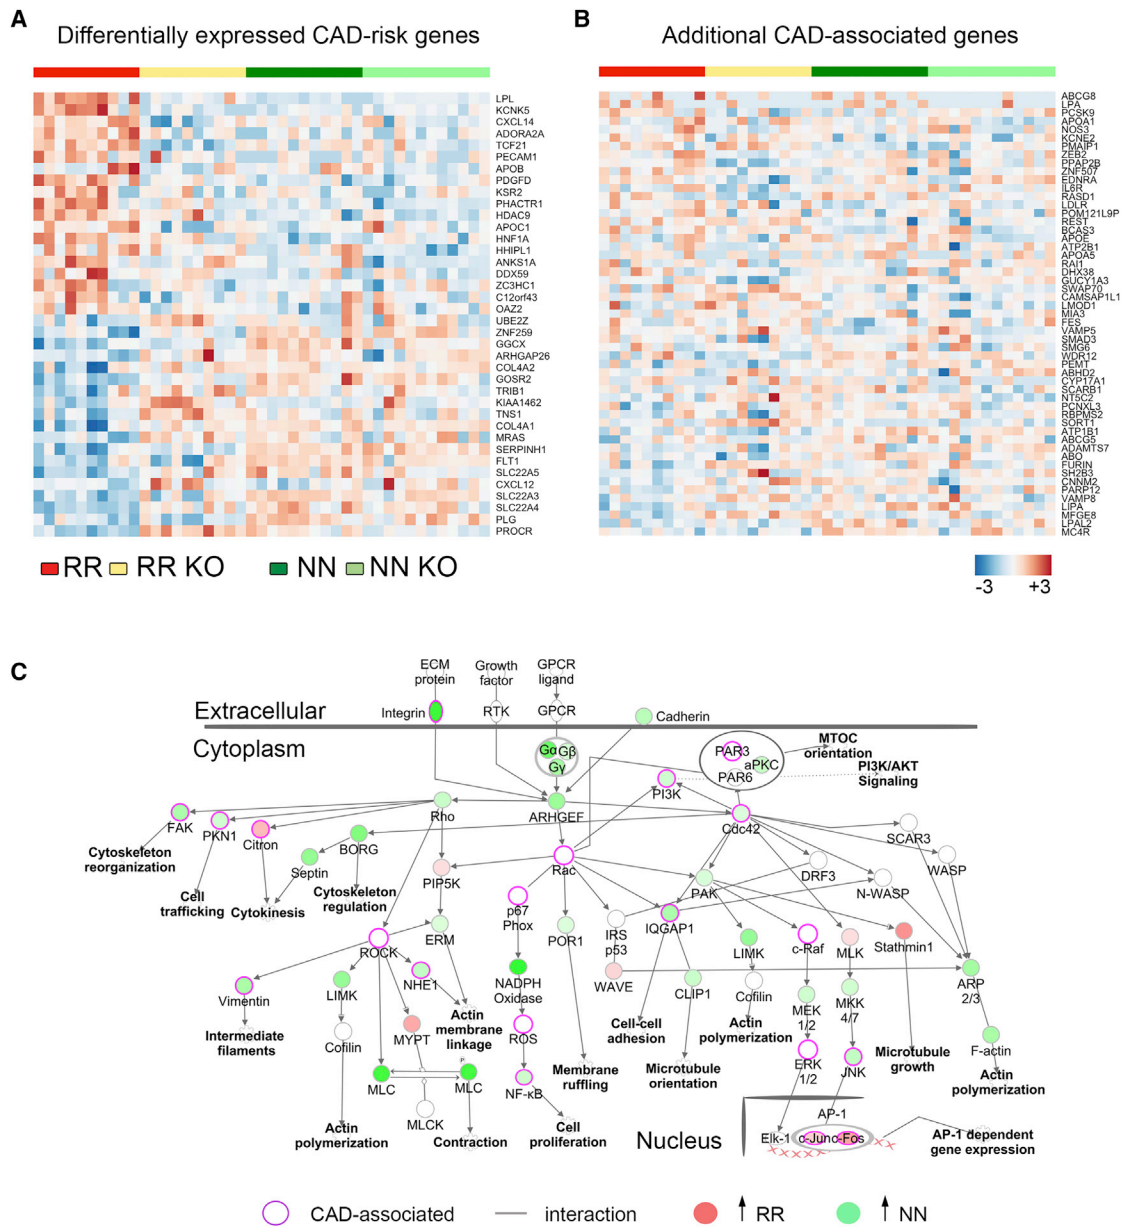 A
Differentially expressed CAD-risk genes
LPL
KCNK5
CXCL14
ADORA2A
TCF21
PECAM1
APOB
PDGFD
KSR2
PHACTR1
HDAC9
APOC1
HNF1A
HHIPL1
ANKS1A
DDX59
ZC3HC1
C12orf43
OAZ2
UBE2Z
ZNF259
GGCX
ARHGAP26
COL4A2
GOSR2
TRIB1
KIAA1462
TNS1
COL4A1
MRAS
SERPINH1
FLT1
SLC22A5
CXCL12
SLC22A3
SLC22A4
PLG
PROCR
RR
RR KO
NN
NN KO
B
Additional CAD-associated genes
ABCG8
LPA
PCSK9
APOA1
NOS3
KCNE2
PMAIP1
ZEB2
PPAP2B
ZNF507
EDNRA
IL6R
RASD1
LDLR
POM121L9P
REST
BCAS3
APOE
ATP2B1
APOA5
RAI1
DHX38
GUCY1A3
SWAP70
CAMSAP1L1
LMOD1
MIA3
FES
VAMP5
SMAD3
SMG6
WDR12
PEMT
ABHD2
CYP17A1
SCARB1
NT5C2
PCNXL3
RBPMS2
SORT1
ATP1B1
ABCG5
ADAMTS7
ABO
FURIN
SH2B3
CNNM2
PARP12
VAMP8
LIPA
MFGE8
LPAL2
MC4R
-3
+3
C
ECM
protein
Growth
factor
GPCR
ligand
Extracellular
Integrin
RTK
GPCR
Cadherin
Cytoplasm
Gα
Gβ
Gγ
PAR3
aPKC
PAR6
MTOC
orientation
PI3K/AKT
Signaling
PI3K
Rho
ARHGEF
Cdc42
FAK
PKN1
Citron
BORG
SCAR3
Cytoskeleton
reorganization
Septin
PIP5K
Rac
DRF3
WASP
Cell
trafficking
Cytokinesis
Cytoskeleton
regulation
p67
Phox
PAK
N-WASP
ROCK
ERM
POR1
IRS
p53
IQGAP1
LIMK
c-Raf
MLK
Stathmin1
Vimentin
LIMK
NHE1
NADPH
Oxidase
WAVE
CLIP1
Cofilin
MEK
1/2
MKK
4/7
ARP
2/3
Intermediate
filaments
Cofilin
MYPT
Actin
membrane
linkage
ROS
Cell-cell
adhesion
Actin
polymerization
ERK
1/2
JNK
Microtubule
growth
F-actin
MLC
P
MLC
NF-κB
Membrane
ruffling
Microtubule
orientation
Actin
polymerization
MLCK
Actin
polymerization
Contraction
Cell
proliferation
Nucleus
AP-1
Elk-1
c-Jun
c-Fos
AP-1 dependent
gene expression
CAD-associated
interaction
RR
NN